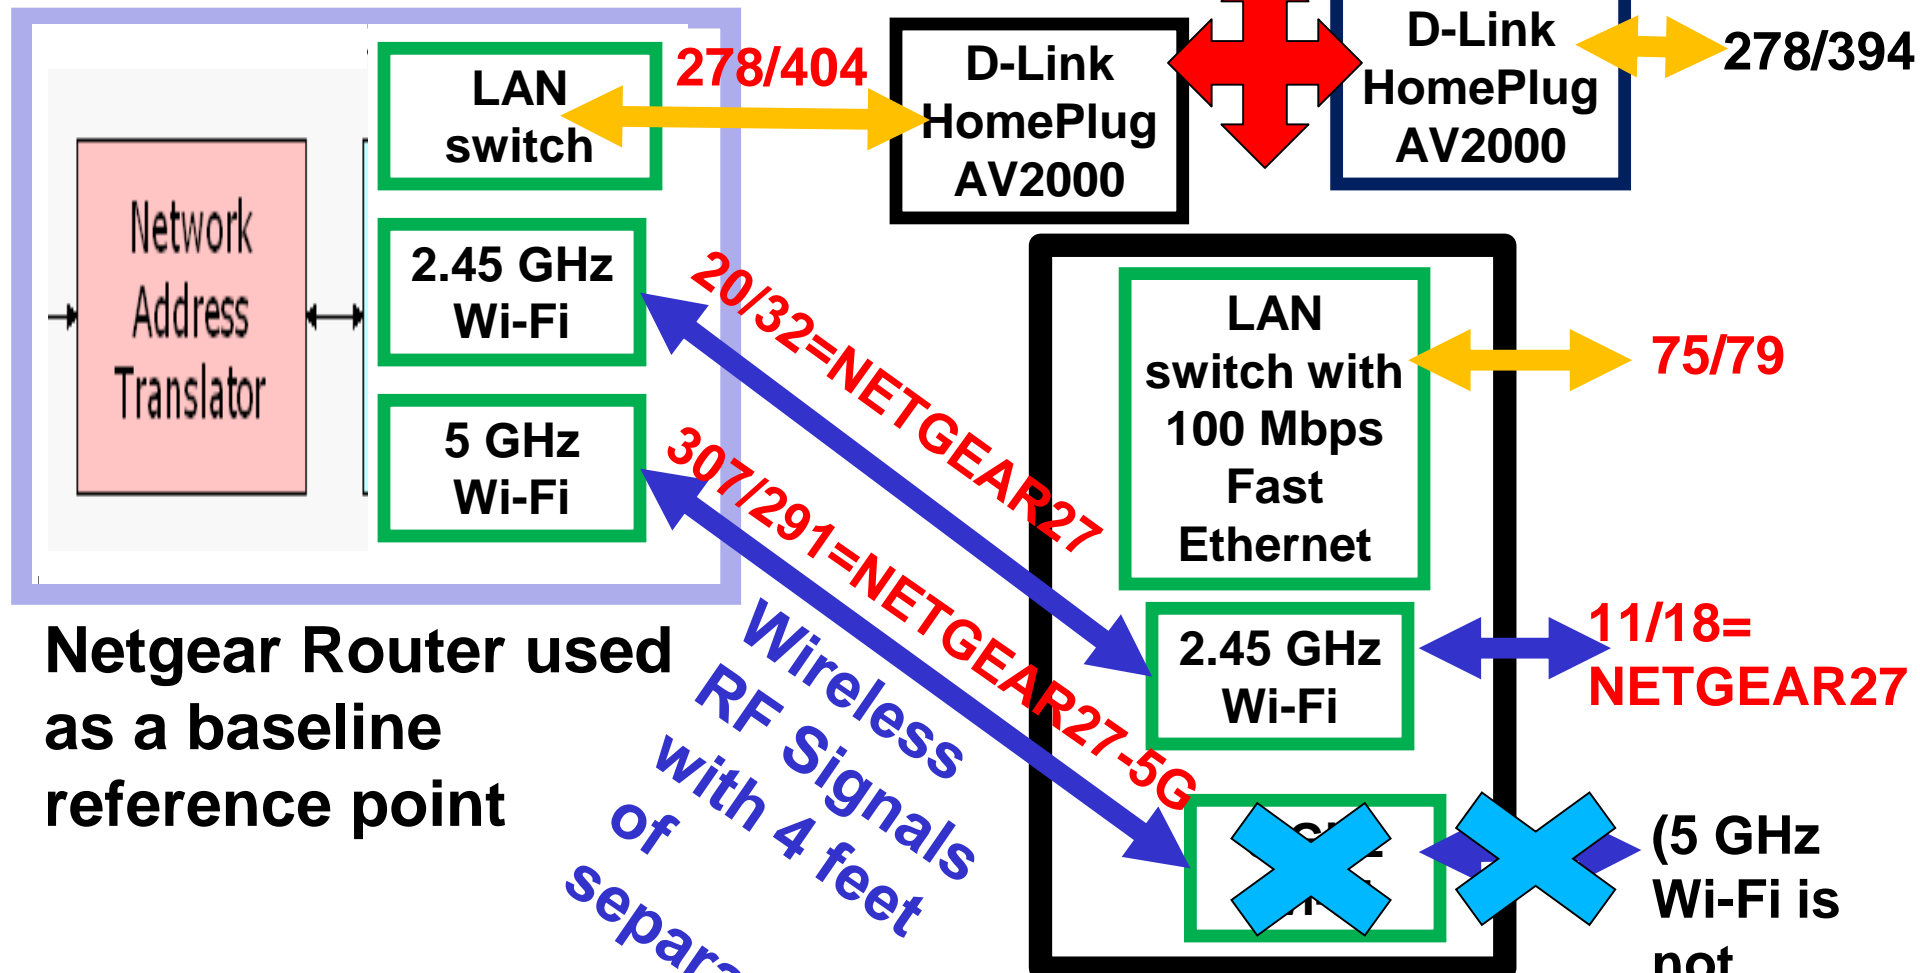 LAN
switch
278/404
D-Link
HomePlug
AV2000
D-Link
HomePlug
AV2000
278/394
Network
Address
Translator
2.45 GHz
Wi-Fi
5 GHz
Wi-Fi
20/32=NETGEAR27
307/291=NETGEAR27-5G
LAN
switch with
100 Mbps
Fast
Ethernet
75/79
2.45 GHz
Wi-Fi
11/18=
NETGEAR27
Netgear Router used
as a baseline
reference point
Wireless
RF Signals
with 4 feet
of
(5 GHz
Wi-Fi is
not